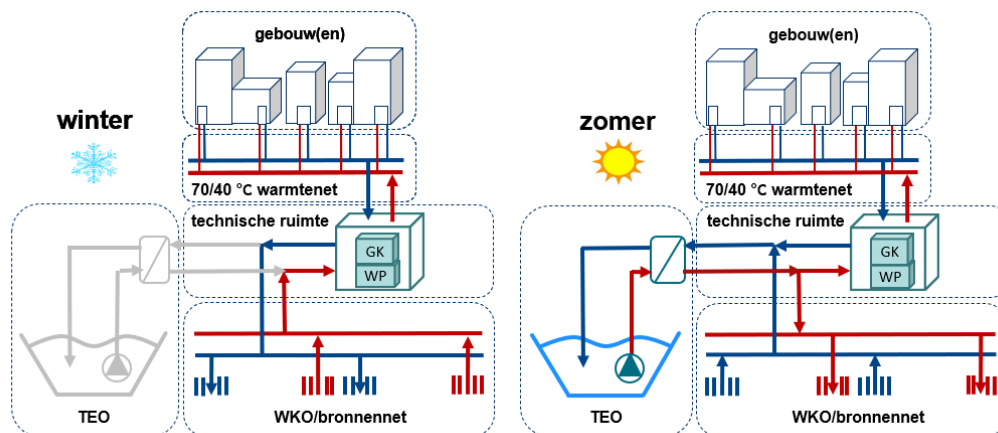 gebouw(en)
winter
70/40 °C warmtenet
technische ruimte
GK
WP
TEO
WKO/bronnennet
gebouw(en)
zomer
70/40 °C warmtenet
technische ruimte
GK
WP
TEO
WKO/bronnennet